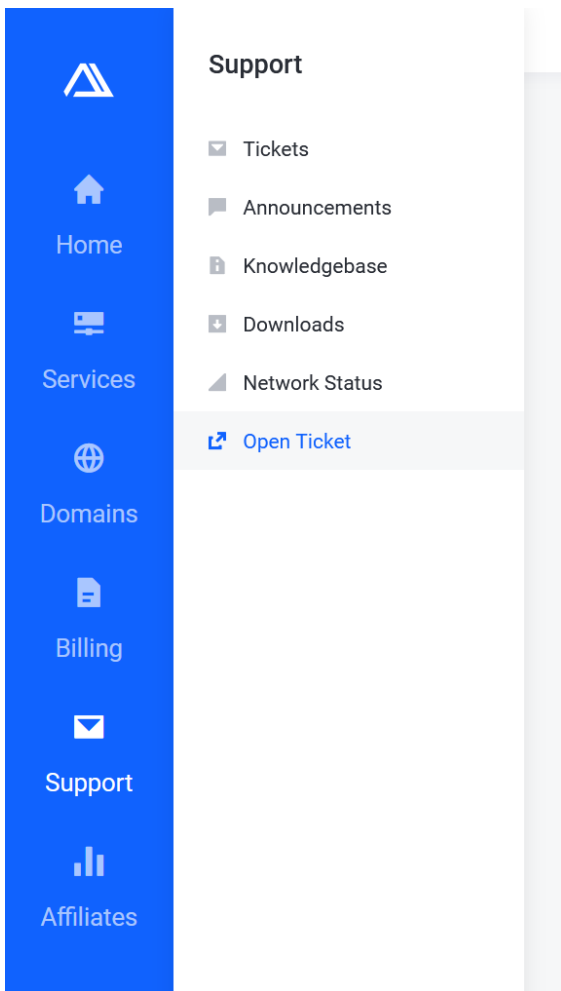 Home
Services
Domains
Billing
Support
Affiliates
Support
Tickets
Announcements
Knowledgebase
Downloads
Network Status
Open Ticket